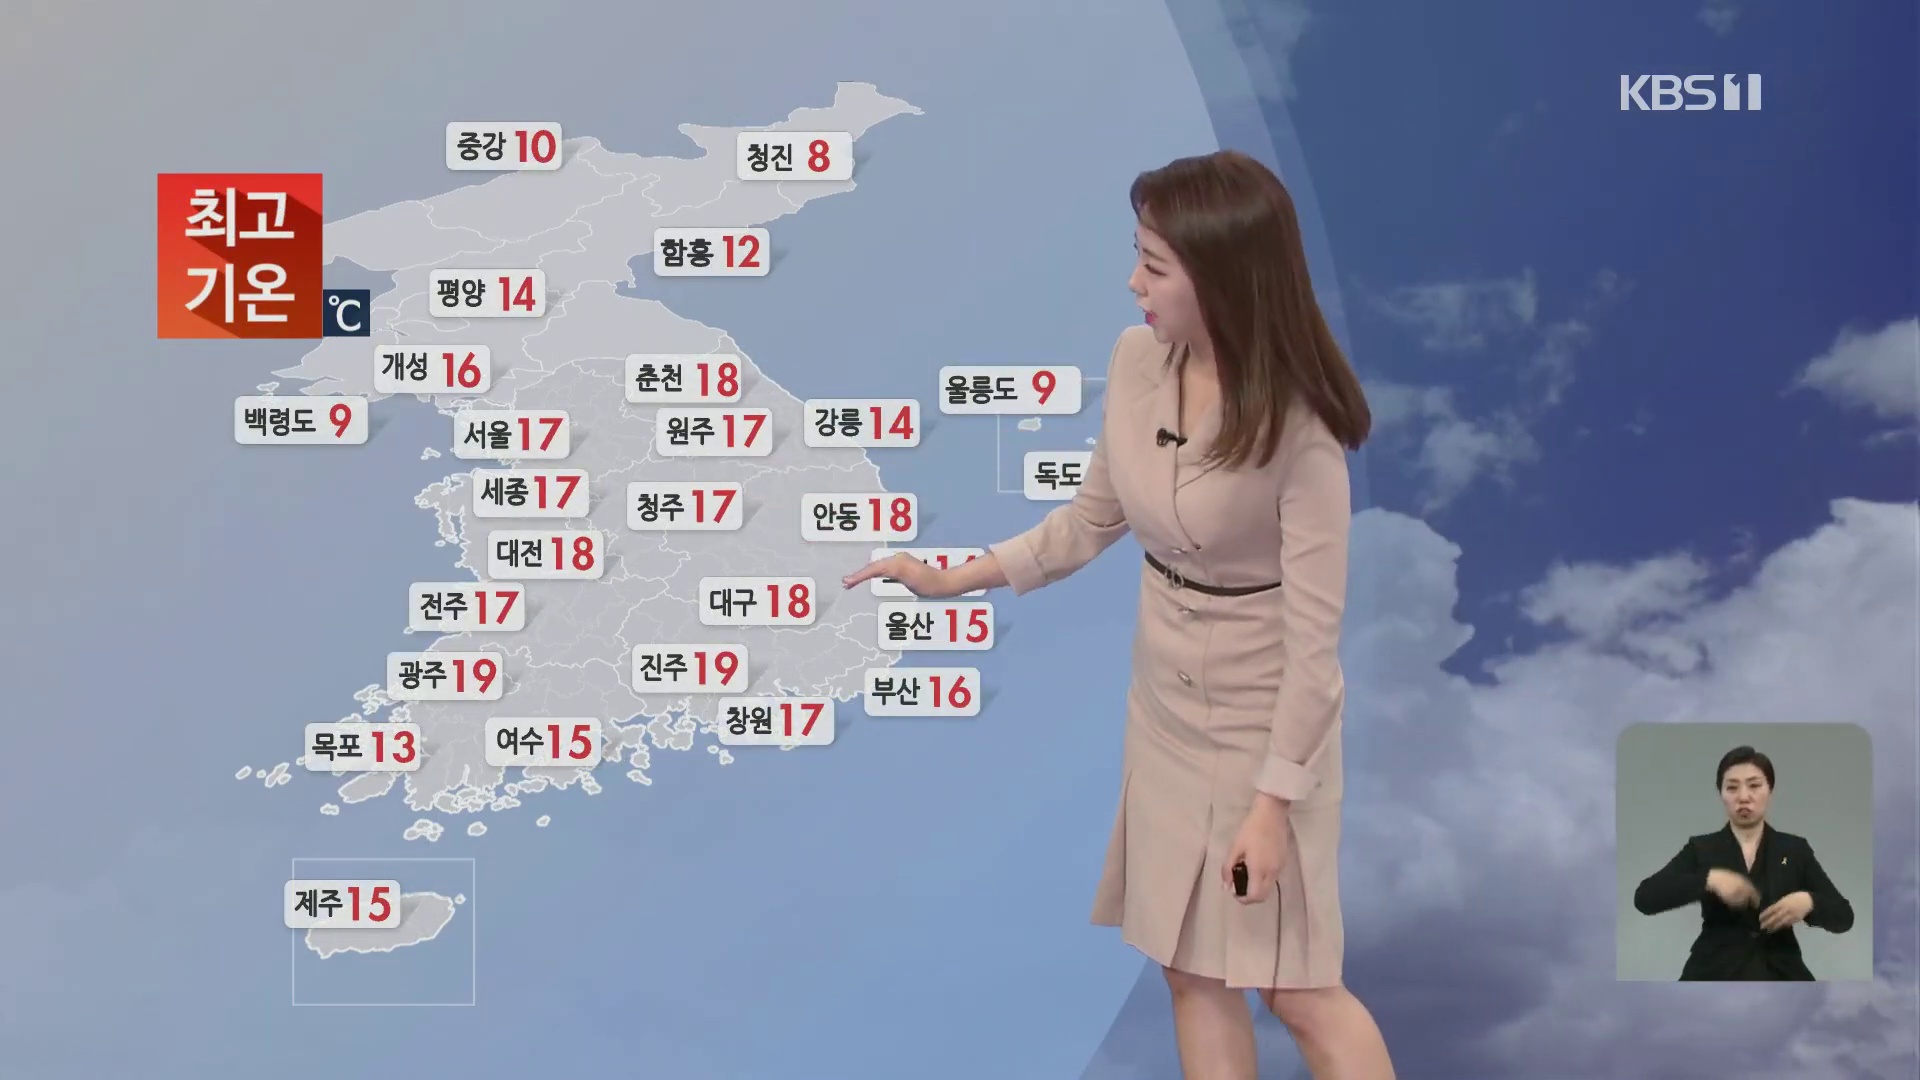 KBS 1
중강 10
청진 8
최고
기온
℃
함흥 12
평양 14
개성 16
춘천 18
울릉도 9
백령도 9
서울 17
원주 17
강릉 14
독도
세종 17
청주 17
안동 18
대전 18
전주 17
대구 18
울산 15
광주 19
진주 19
부산 16
창원 17
목포 13
여수 15
제주 15